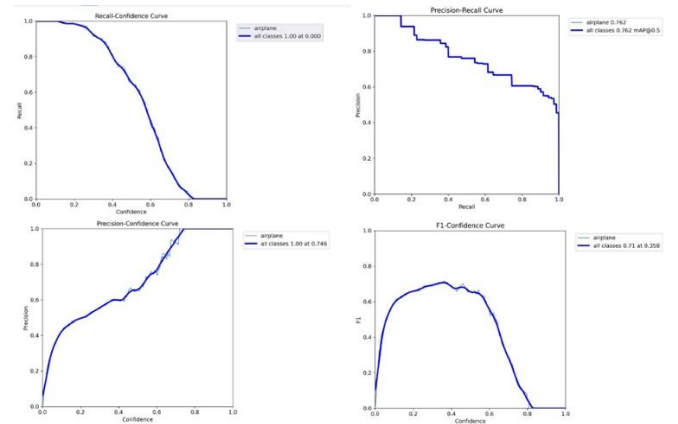 Recall-Confidence Curve
airplane
all classes 1.00 at 0.000
1.0
0.8
0.6
0.4
0.2
0.0
Recall
0.0 0.2 0.4 0.6 0.8 1.0
Confidence
Precision-Recall Curve
airplane 0.762
all classes 0.762 mAP@0.5
1.0
0.8
0.6
0.4
0.2
0.0
Precision
0.0 0.2 0.4 0.6 0.8 1.0
Recall
Precision-Confidence Curve
airplane
all classes 1.00 at 0.746
1.0
0.8
0.6
0.4
0.2
0.0
Precision
0.0 0.2 0.4 0.6 0.8 1.0
Confidence
F1-Confidence Curve
airplane
all classes 0.71 at 0.358
1.0
0.8
0.6
0.4
0.2
0.0
F1
0.0 0.2 0.4 0.6 0.8 1.0
Confidence